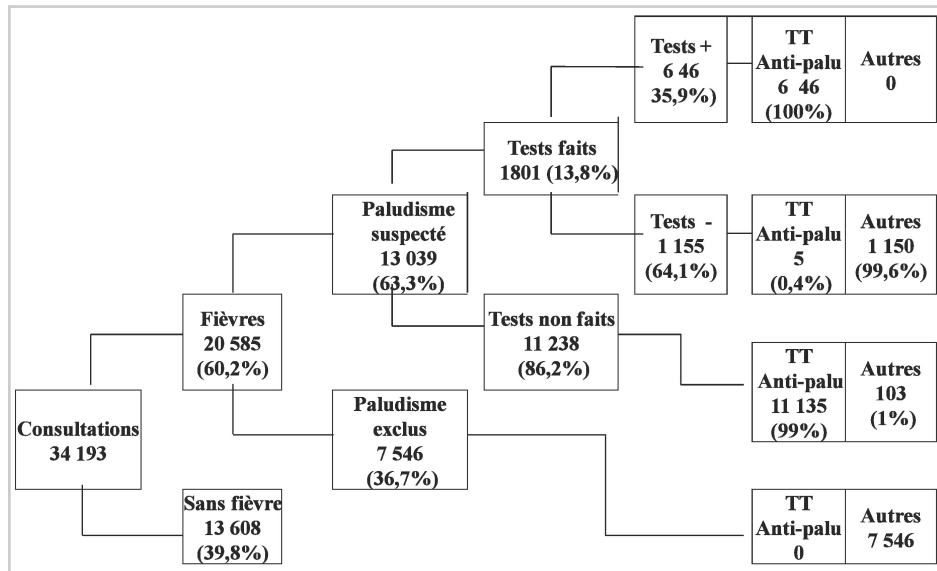 Consultations
34 193
Fièvres
20 585
(60,2%)
Sans fièvre
13 608
(39,8%)
Paludisme
suspecté
13 039
(63,3%)
Paludisme
exclus
7 546
(36,7%)
Tests faits
1801 (13,8%)
Tests non faits
11 238
(86,2%)
Tests +
6 46
35,9%)
Tests -
1 155
(64,1%)
TT
Anti-palu
6 46
(100%)
Autres
0
TT
Anti-palu
5
(0,4%)
Autres
1 150
(99,6%)
TT
Anti-palu
11 135
(99%)
Autres
103
(1%)
TT
Anti-palu
0
Autres
7 546